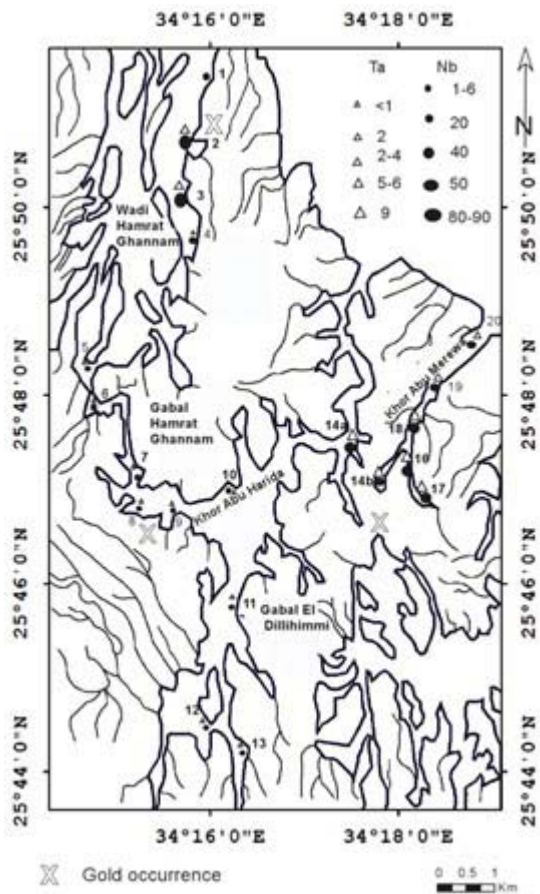 34°16'0"E 34°18'0"E
Ta Nb
<1 1-6
2 20
2-4 40
5-6 50
9 80-90
N
1
2
25°50'0"N 25°50'0"N
3
Wadi
Hamrat
Ghannam
4
20
5
Khor Abu Merewa
19
25°48'0"N 25°48'0"N
6
Gabal
Hamrat
Ghannam
14a
18
7
10
16
14b
17
Khor Abu Harida
8 9
25°46'0"N 25°46'0"N
11
Gabal El
Dillihimmi
12
13
25°44'0"N 25°44'0"N
34°16'0"E 34°18'0"E
X Gold occurrence
0 0.5 1
Km